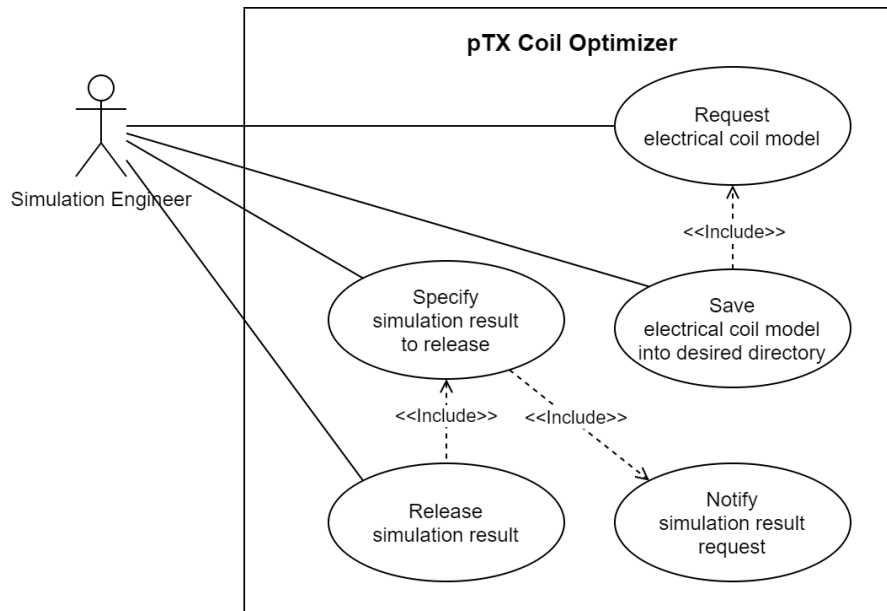 pTX Coil Optimizer
Simulation Engineer
Request
electrical coil model
<<Include>>
Specify
simulation result
to release
Save
electrical coil model
into desired directory
<<Include>>
<<Include>>
Release
simulation result
Notify
simulation result
request